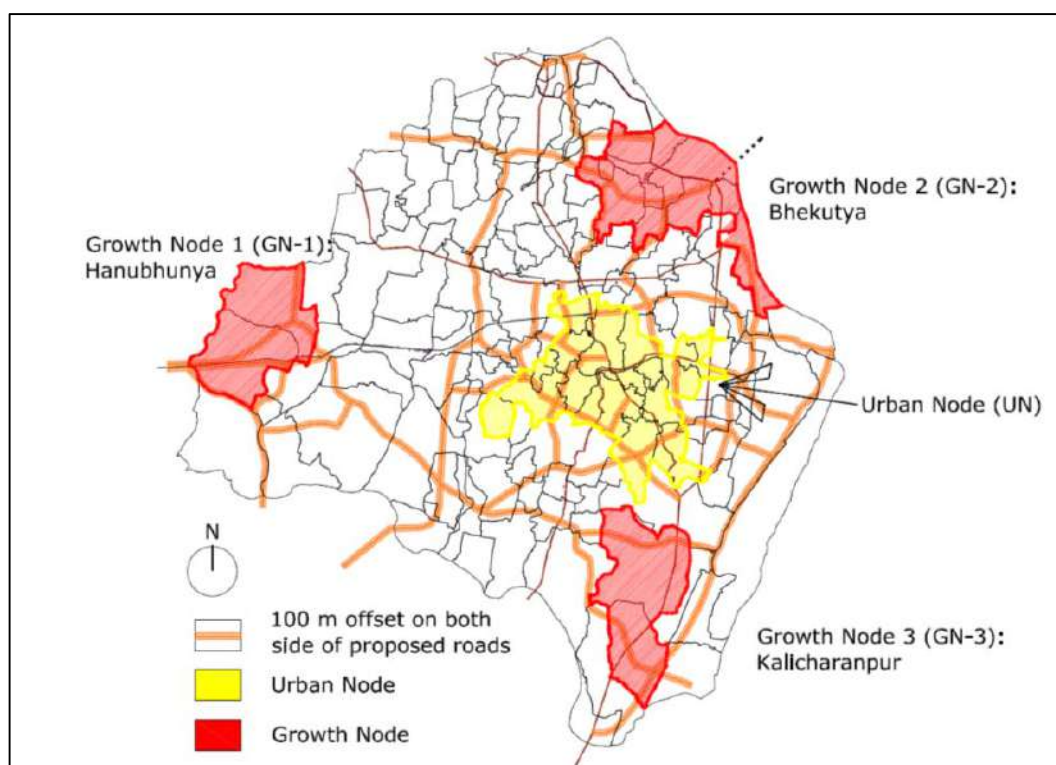 Growth Node 2 (GN-2):
Bhekutya
Growth Node 1 (GN-1):
Hanubhunya
Urban Node (UN)
N
100 m offset on both
side of proposed roads
Urban Node
Growth Node
Growth Node 3 (GN-3):
Kalicharanpur